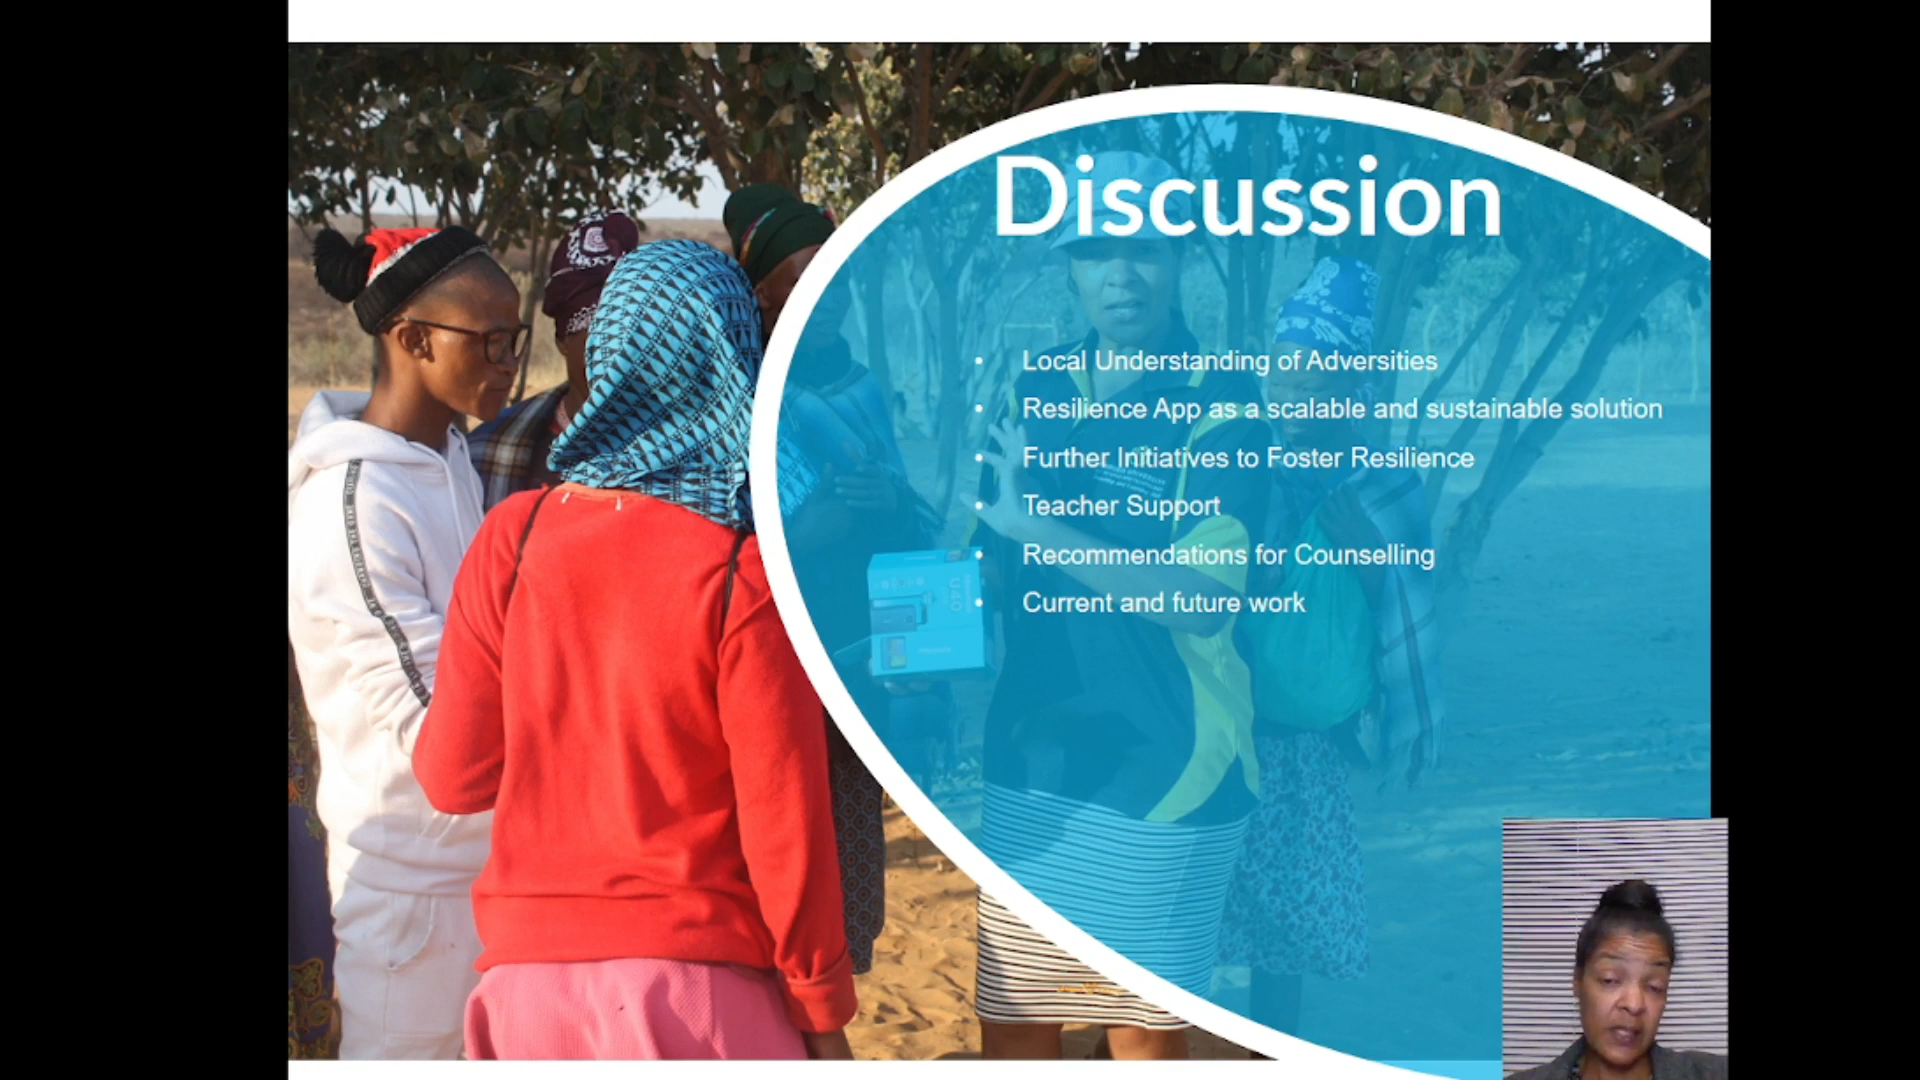 Discussion
• Local Understanding of Adversities
• Resilience App as a scalable and sustainable solution
• Further Initiatives to Foster Resilience
• Teacher Support
• Recommendations for Counselling
• Current and future work
U40